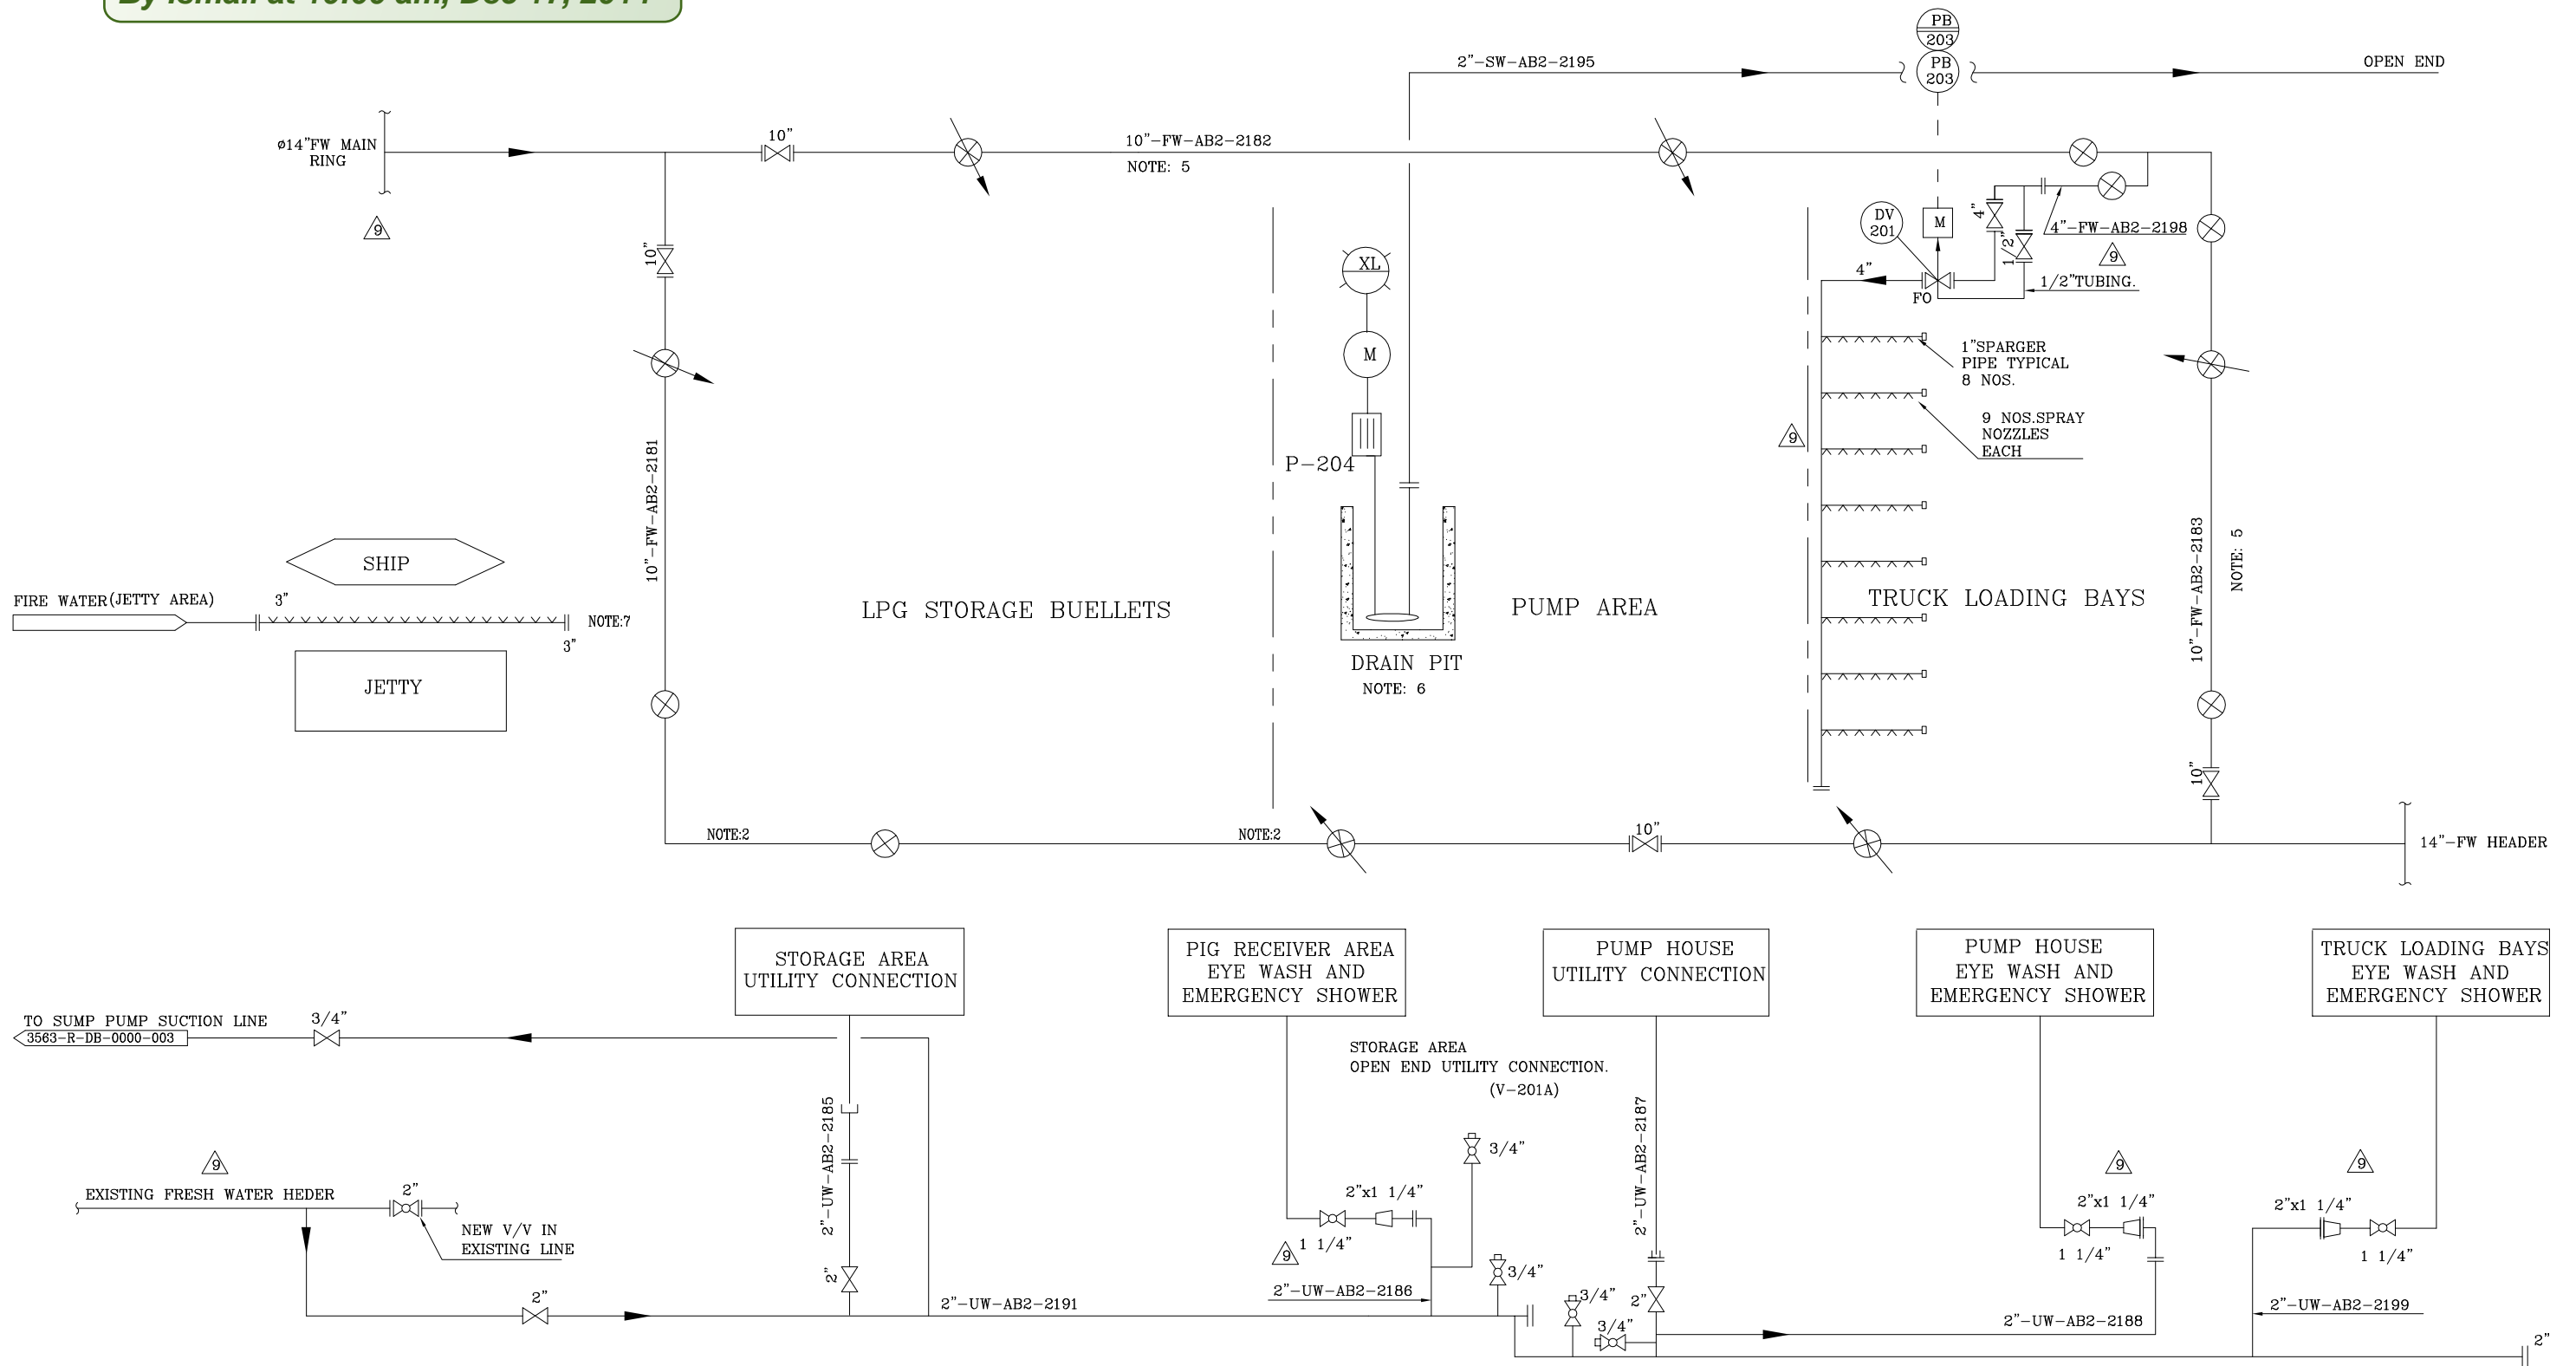 By Ismail at 10:06 am, Dec 17, 2014
PB
203
PB
203
2"-SW-AB2-2195
OPEN END
ø14"FW MAIN
RING
10"
10"-FW-AB2-2182
NOTE: 5
9
10"
DV
201
M
4"
1/2"
4"-FW-AB2-2198
9
4"
FO
1/2"TUBING.
XL
M
P-204
1"SPARGER
PIPE TYPICAL
8 NOS.
9 NOS.SPRAY
NOZZLES
EACH
9
10"-FW-AB2-2181
10"-FW-AB2-2183
NOTE: 5
SHIP
FIRE WATER(JETTY AREA)
3"
NOTE:7
3"
JETTY
LPG STORAGE BUELLETS
PUMP AREA
TRUCK LOADING BAYS
DRAIN PIT
NOTE: 6
10"
NOTE:2
NOTE:2
10"
14"-FW HEADER
STORAGE AREA
UTILITY CONNECTION
PIG RECEIVER AREA
EYE WASH AND
EMERGENCY SHOWER
PUMP HOUSE
UTILITY CONNECTION
PUMP HOUSE
EYE WASH AND
EMERGENCY SHOWER
TRUCK LOADING BAYS
EYE WASH AND
EMERGENCY SHOWER
TO SUMP PUMP SUCTION LINE
3563-R-DB-0000-003
3/4"
STORAGE AREA
OPEN END UTILITY CONNECTION.
(V-201A)
2"-UW-AB2-2185
2"-UW-AB2-2187
3/4"
9
EXISTING FRESH WATER HEDER
2"
NEW V/V IN
EXISTING LINE
2"x1 1/4"
9
1 1/4"
9
2"x1 1/4"
1 1/4"
9
2"x1 1/4"
1 1/4"
2"
3/4"
2"-UW-AB2-2186
2"
2"-UW-AB2-2191
3/4"
2"
3/4"
2"-UW-AB2-2188
2"-UW-AB2-2199
2"